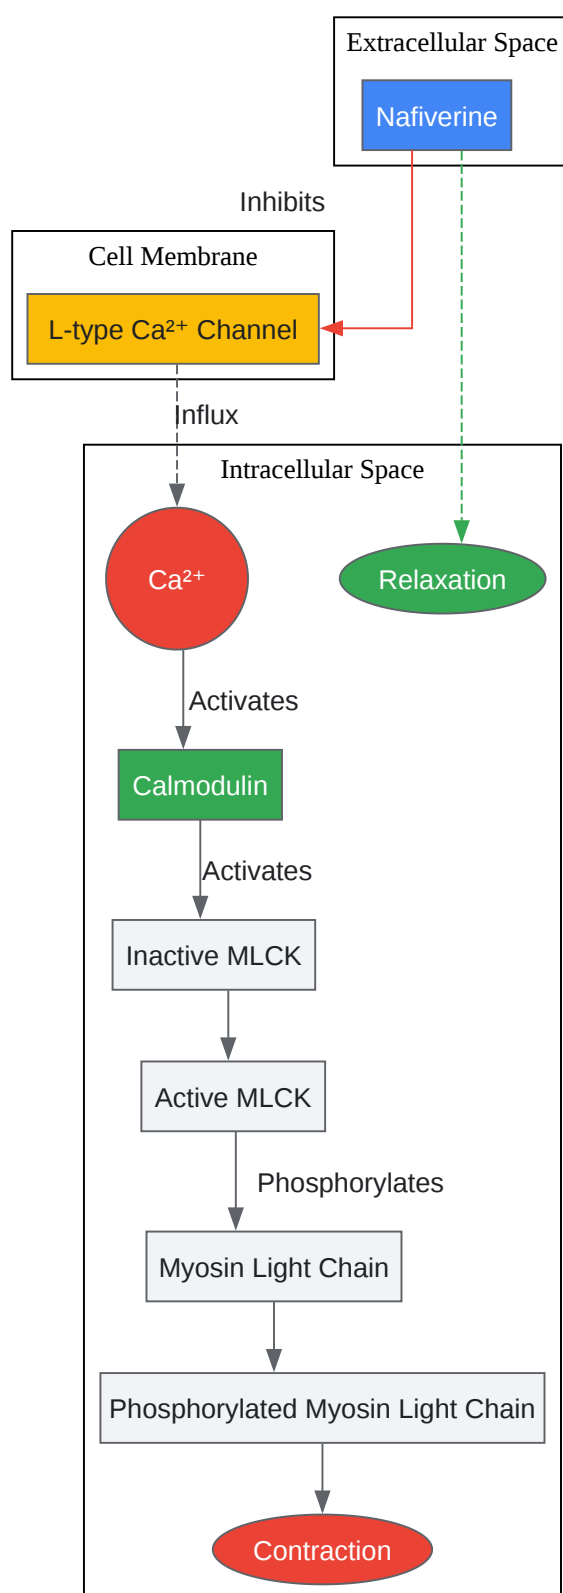 Extracellular Space
Nafiverine
Inhibits
Cell Membrane
L-type Ca²⁺ Channel
Influx
Intracellular Space
Ca²⁺
Relaxation
Activates
Calmodulin
Activates
Inactive MLCK
Active MLCK
Phosphorylates
Myosin Light Chain
Phosphorylated Myosin Light Chain
Contraction